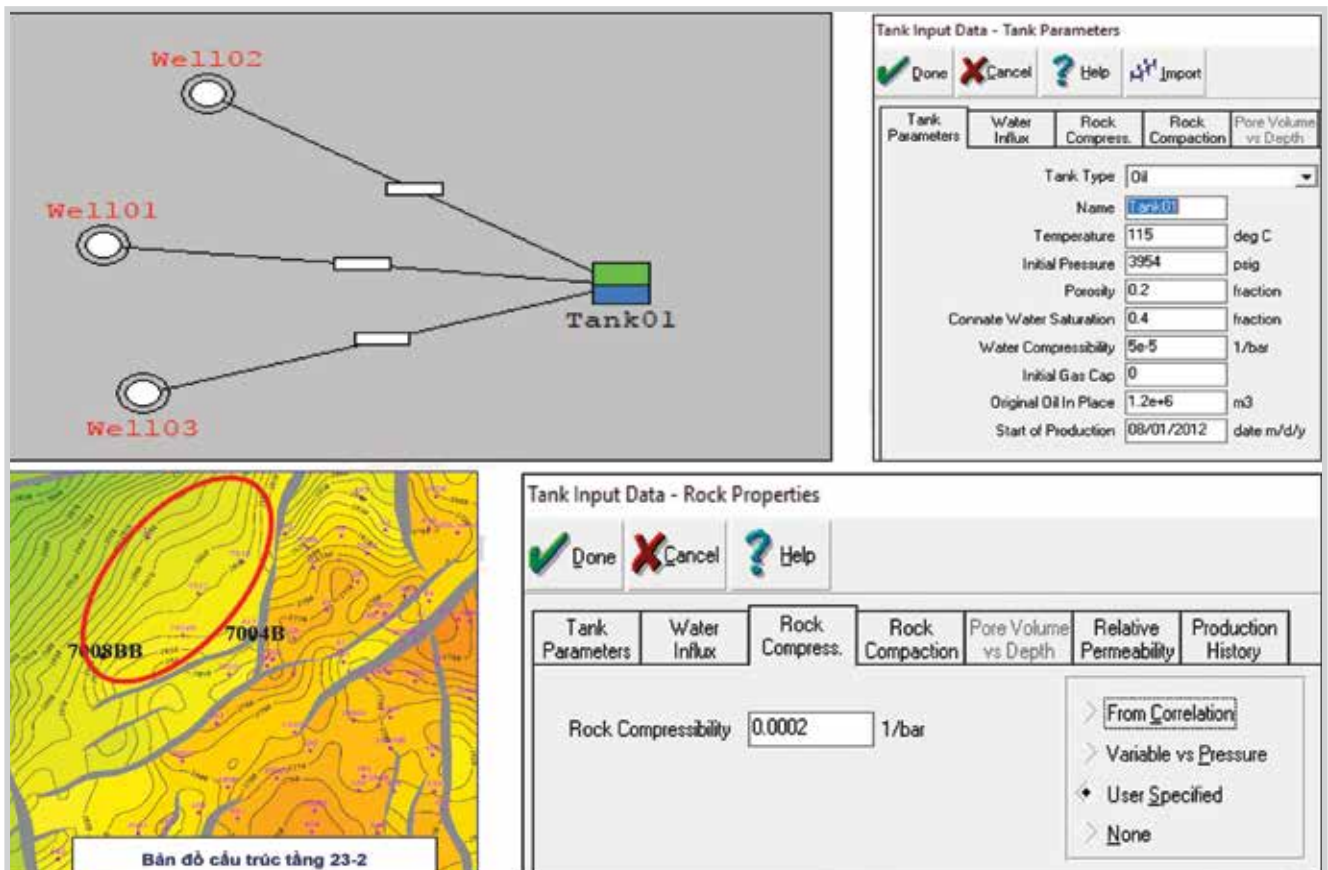 Well02
Well01
Well03
Tank01
Tank Input Data - Tank Parameters
Done Cancel Help Import
Tank Parameters
Water Influx
Rock Compress.
Rock Compaction
Pore Volume vs Depth
Tank Type Oil
Name Tank01
Temperature 115 deg C
Initial Pressure 3954 psig
Porosity 0.2 fraction
Connate Water Saturation 0.4 fraction
Water Compressibility 5e-5 1/bar
Initial Gas Cap 0
Original Oil In Place 1.2e+6 m3
Start of Production 08/01/2012 date m/d/y
7004B
7008BB
Bản đồ cấu trúc tầng 23-2
Tank Input Data - Rock Properties
Done Cancel Help
Tank Parameters
Water Influx
Rock Compress.
Rock Compaction
Pore Volume vs Depth
Relative Permeability
Production History
Rock Compressibility 0.0002 1/bar
From Correlation
Variable vs Pressure
User Specified
None